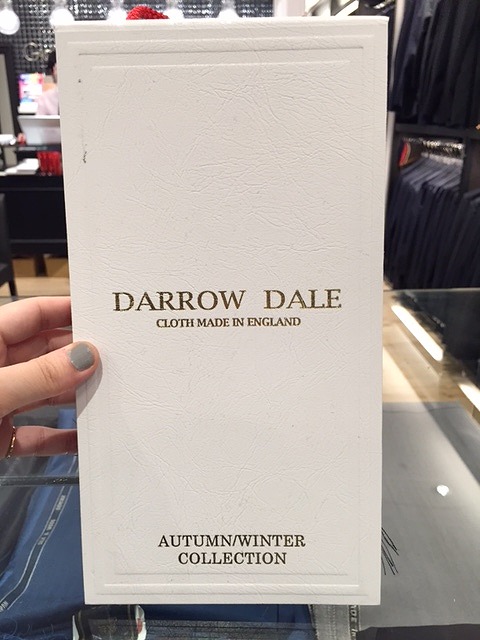 DARROW DALE
CLOTH MADE IN ENGLAND
AUTUMN/WINTER
COLLECTION